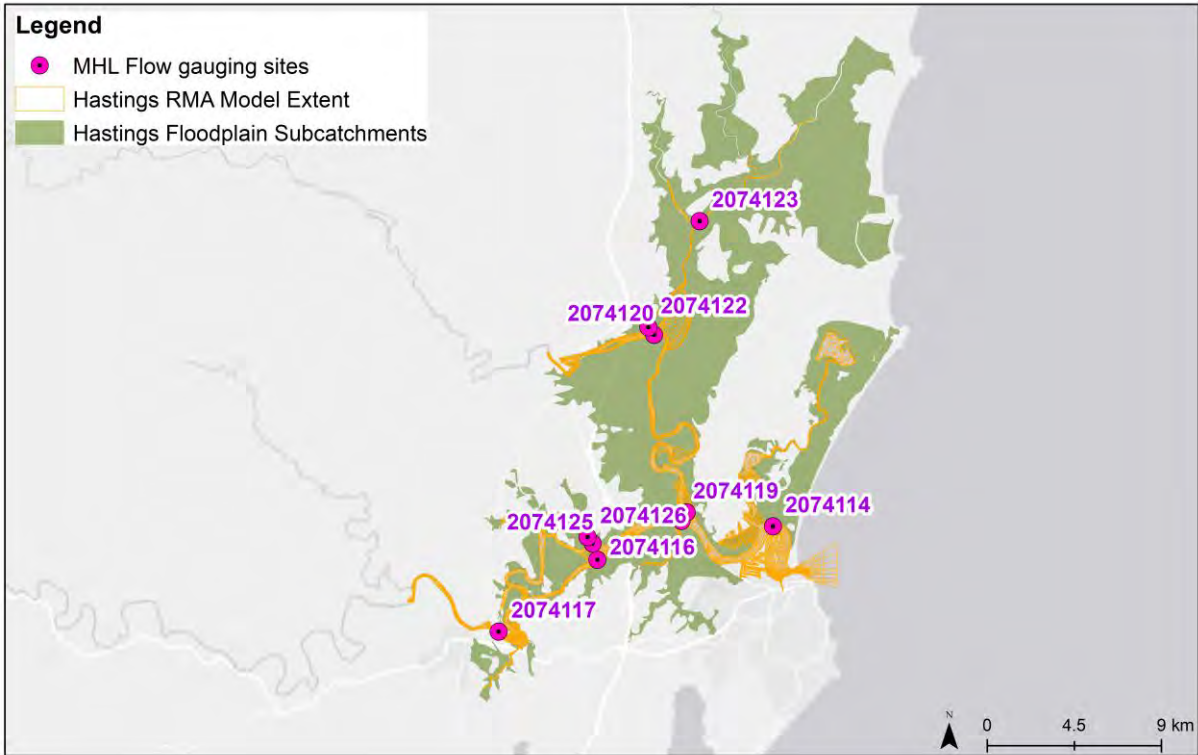 Legend
MHL Flow gauging sites
Hastings RMA Model Extent
Hastings Floodplain Subcatchments
2074123
2074122
2074120
2074119
2074114
2074126
2074125
2074116
2074117
N
0 4.5 9 km